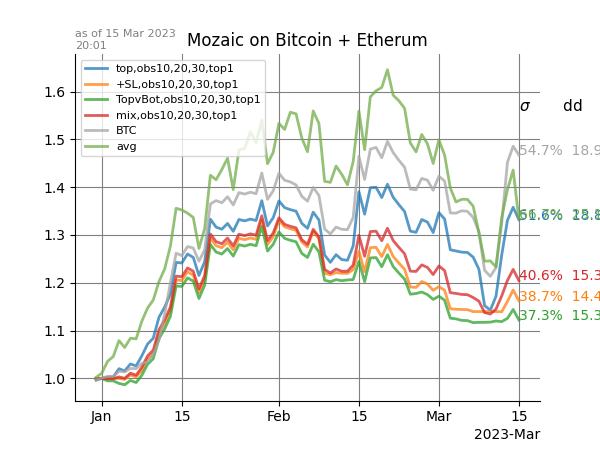 as of 15 Mar 2023
20:01
Mozaic on Bitcoin + Etherum
top,obs10,20,30,top1
+SL,obs10,20,30,top1
TopvBot,obs10,20,30,top1
mix,obs10,20,30,top1
BTC
avg
σ dd
1.6
1.5
1.4
1.3
1.2
1.1
1.0
54.7% 18.9
40.6% 15.3
38.7% 14.4
37.3% 15.3
Jan 15 Feb 15 Mar 15
2023-Mar